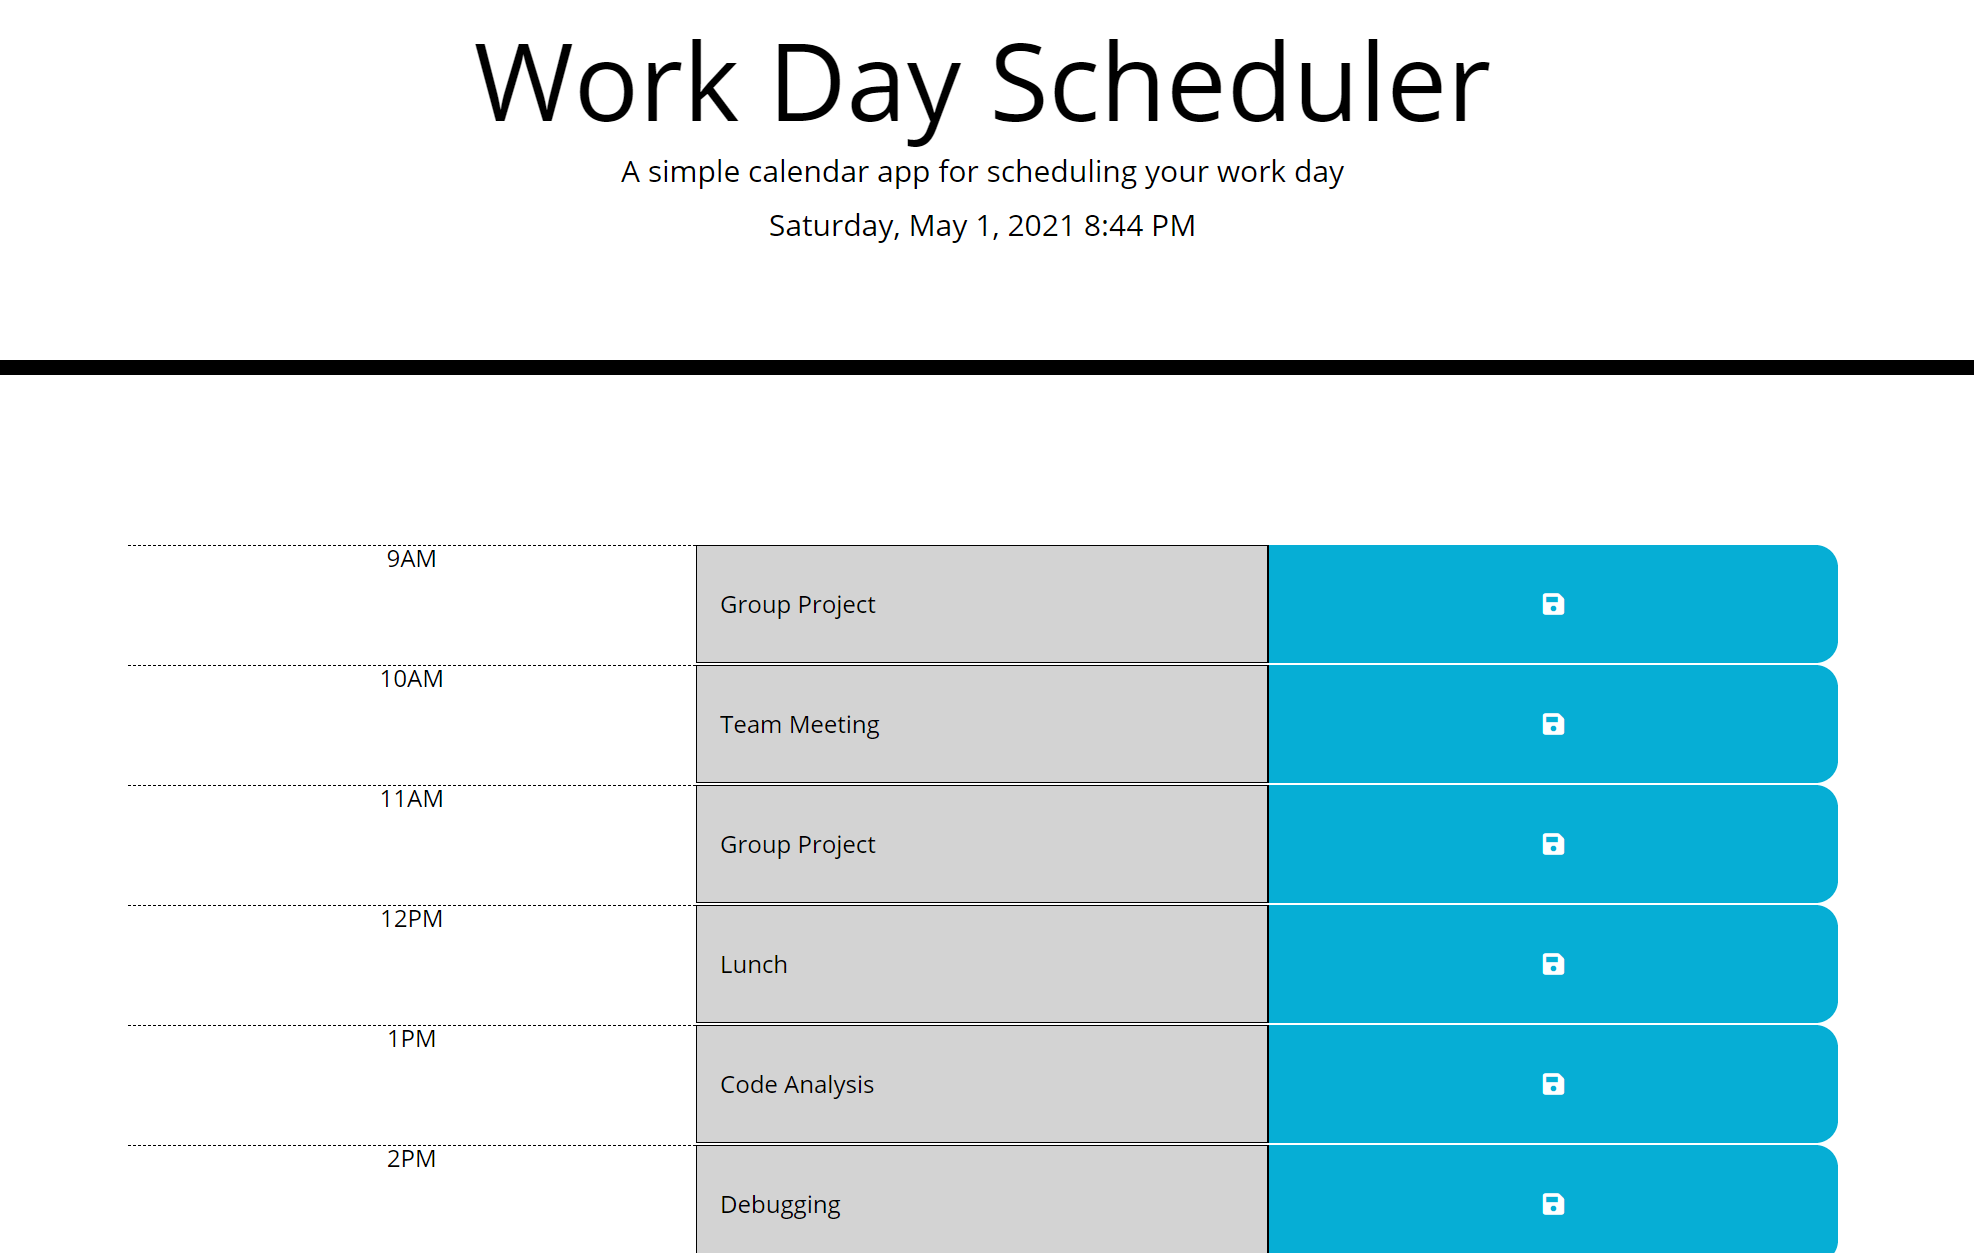 Work Day Scheduler
A simple calendar app for scheduling your work day
Saturday, May 1, 2021 8:44 PM
9AM
Group Project
10AM
Team Meeting
11AM
Group Project
12PM
Lunch
1PM
Code Analysis
2PM
Debugging